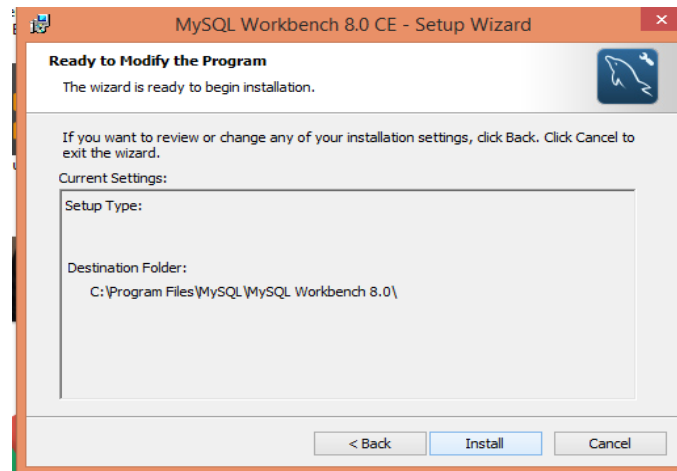 MySQL Workbench 8.0 CE - Setup Wizard
Ready to Modify the Program
The wizard is ready to begin installation.
If you want to review or change any of your installation settings, click Back. Click Cancel to
exit the wizard.
Current Settings:
Setup Type:
Destination Folder:
C:\Program Files\MySQL\MySQL Workbench 8.0\
< Back
Install
Cancel